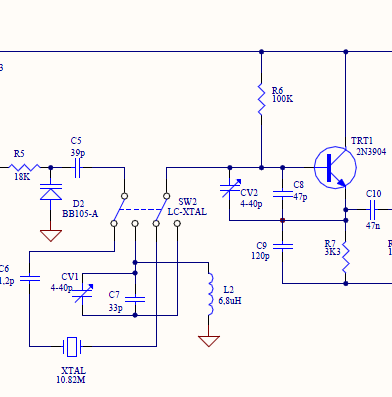 3
R6
100K
TRT1
2N3904
C5
39p
R5
18K
D2
BB105-A
SW2
LC-XTAL
CV2
4-40p
C8
47p
C10
47n
C9
120p
R7
3K3
C6
1,2p
CV1
4-40p
C7
33p
L2
6,8uH
XTAL
10.82M